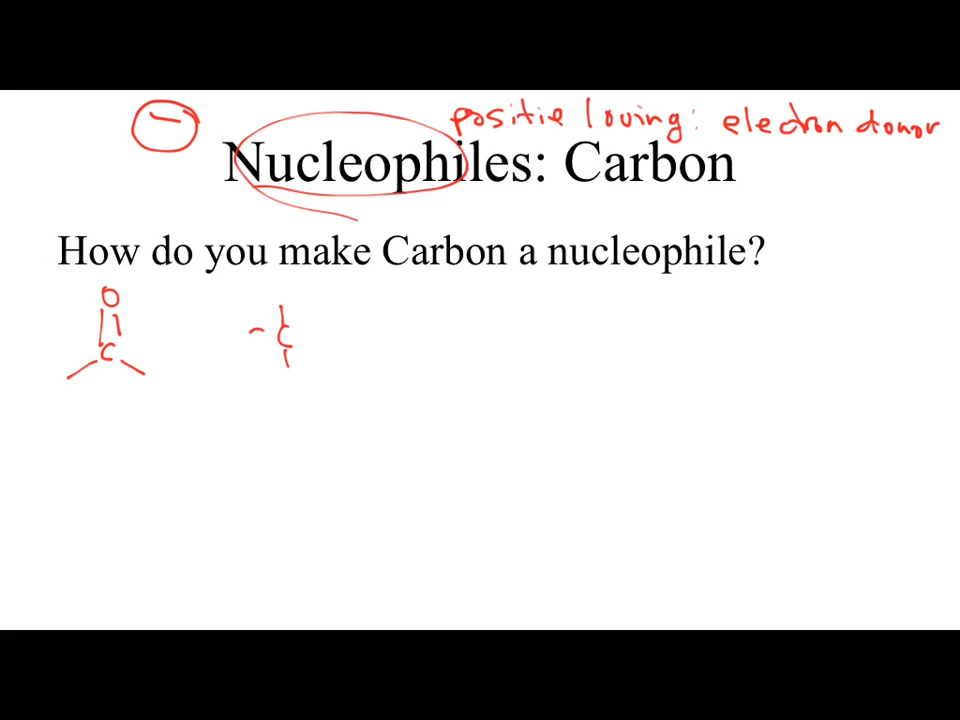 positie loving: electron donor
Nucleophiles: Carbon
How do you make Carbon a nucleophile?
O
C
C